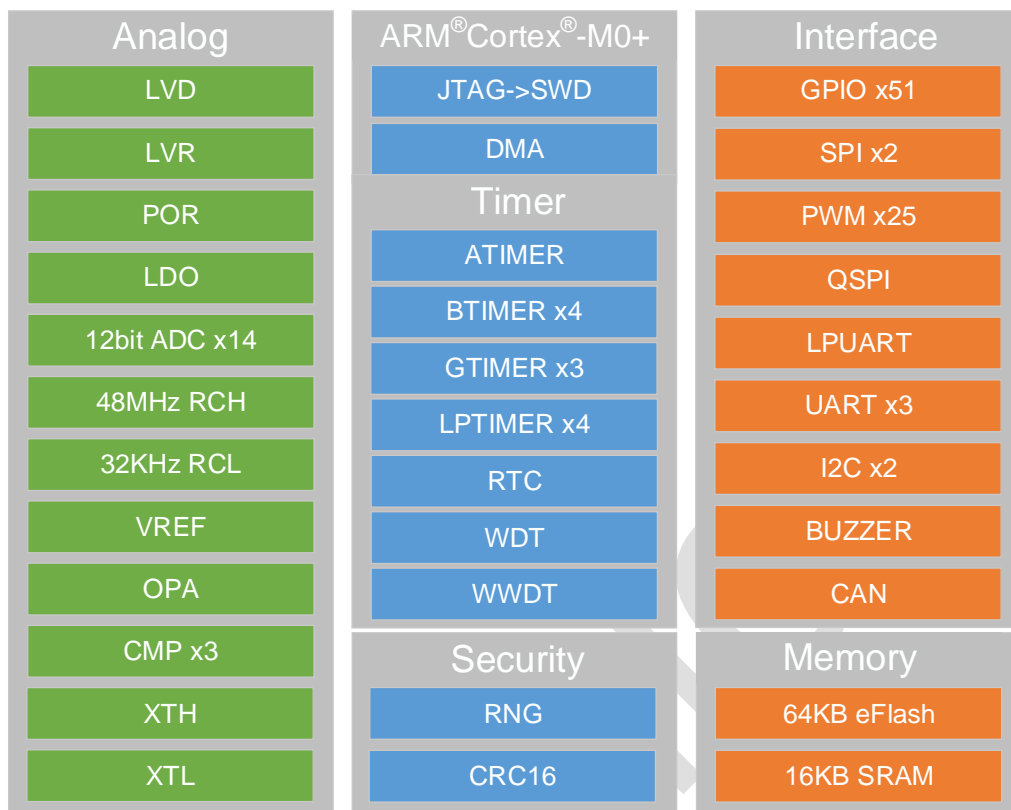 Analog
LVD
LVR
POR
LDO
12bit ADC x14
48MHz RCH
32KHz RCL
VREF
OPA
CMP x3
XTH
XTL
ARM®Cortex®-M0+
JTAG->SWD
DMA
Timer
ATIMER
BTIMER x4
GTIMER x3
LPTIMER x4
RTC
WDT
WWDT
Security
RNG
CRC16
Interface
GPIO x51
SPI x2
PWM x25
QSPI
LPUART
UART x3
I2C x2
BUZZER
CAN
Memory
64KB eFlash
16KB SRAM